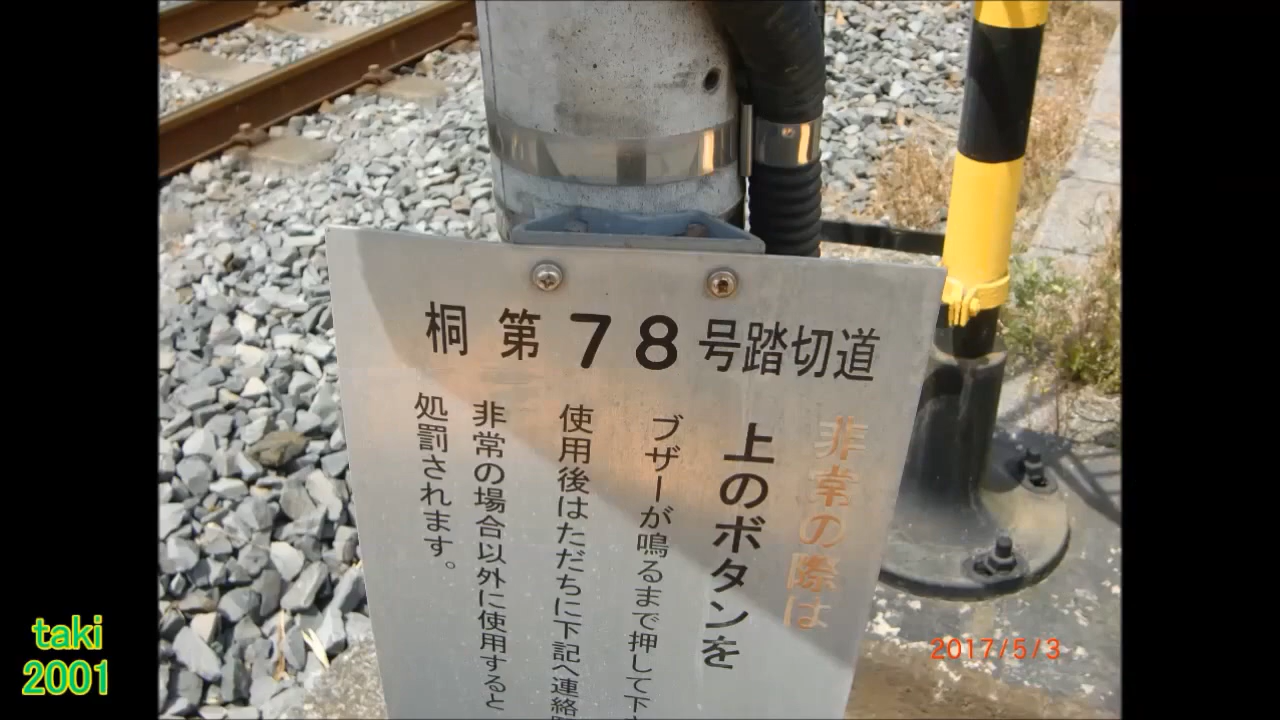 桐 第 78 号踏切道
非常の際は
上のボタンを
ブザーが鳴るまで押して下
使用後はただちに下記へ連絡
非常の場合以外に使用すると
処罰されます。
2017/5/3
taki
2001